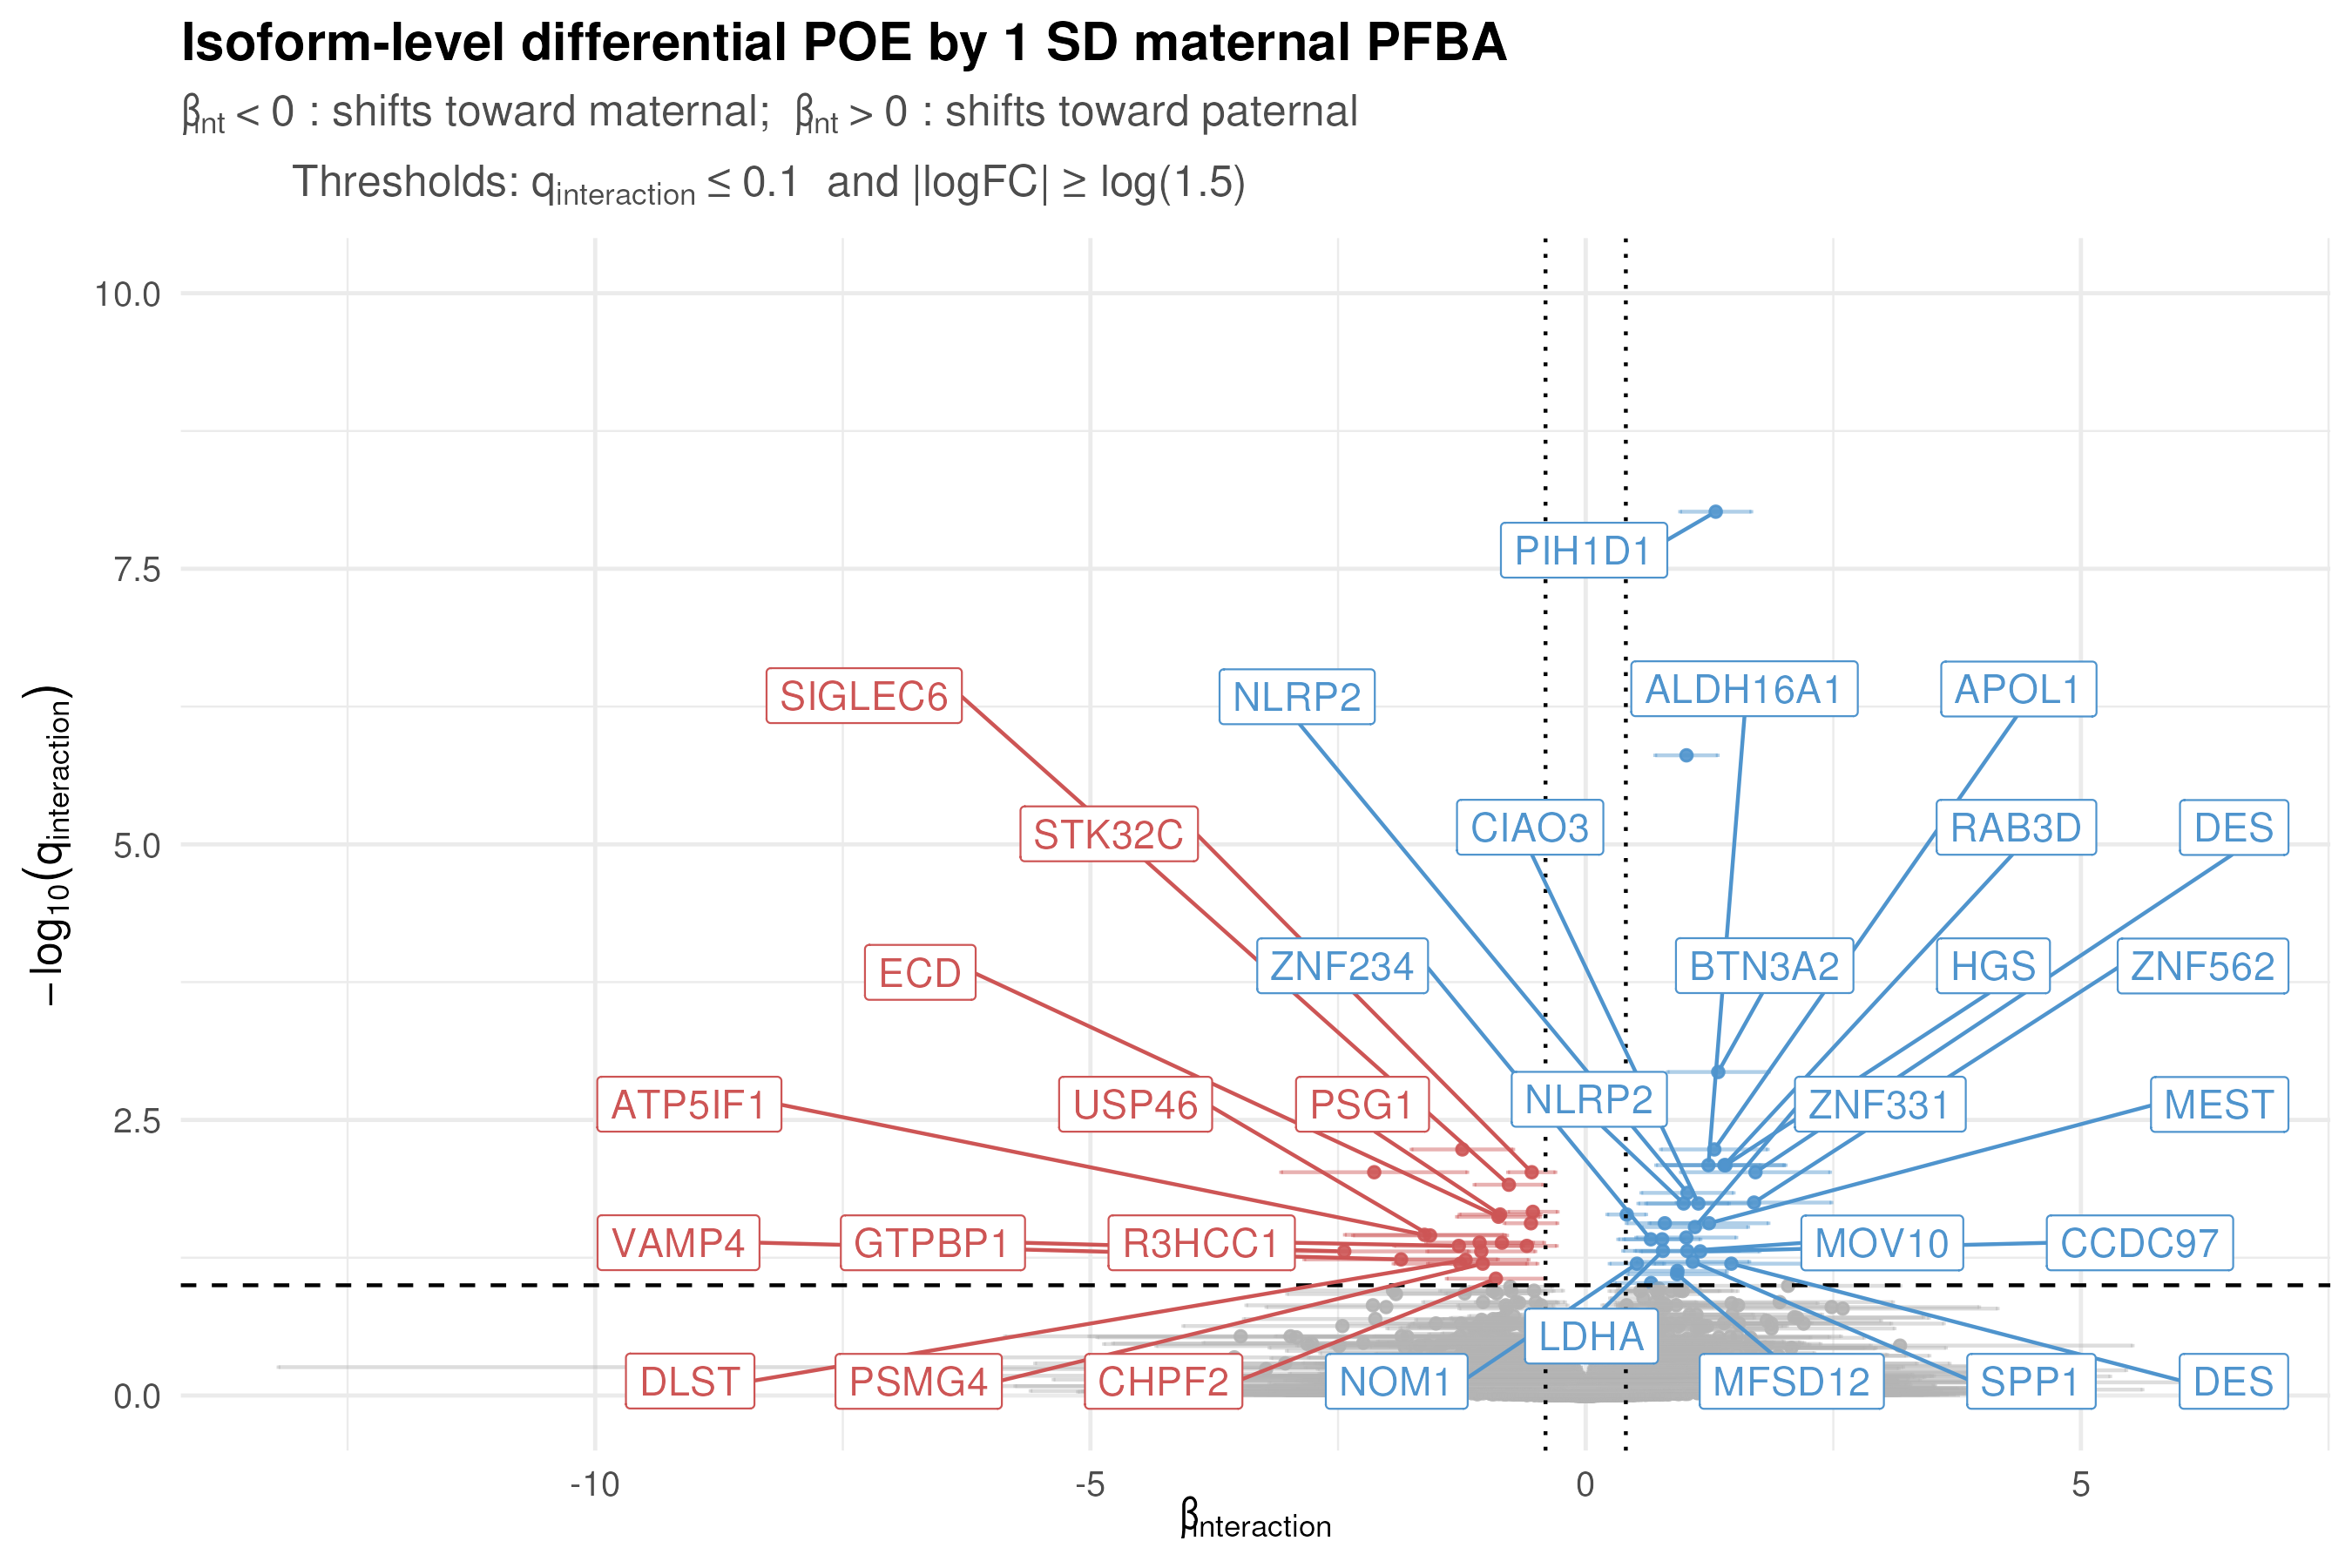 Isoform-level differential POE by 1 SD maternal PFBA
βint < 0 : shifts toward maternal; βint > 0 : shifts toward paternal
Thresholds: qinteraction ≤ 0.1 and |logFC| ≥ log(1.5)
10.0
7.5
5.0
2.5
0.0
−log10(qinteraction)
PIH1D1
SIGLEC6
NLRP2
ALDH16A1
APOL1
STK32C
CIAO3
RAB3D
DES
ECD
ZNF234
BTN3A2
HGS
ZNF562
ATP5IF1
USP46
PSG1
NLRP2
ZNF331
MEST
VAMP4
GTPBP1
R3HCC1
MOV10
CCDC97
LDHA
DLST
PSMG4
CHPF2
NOM1
MFSD12
SPP1
DES
-10
-5
0
5
βinteraction